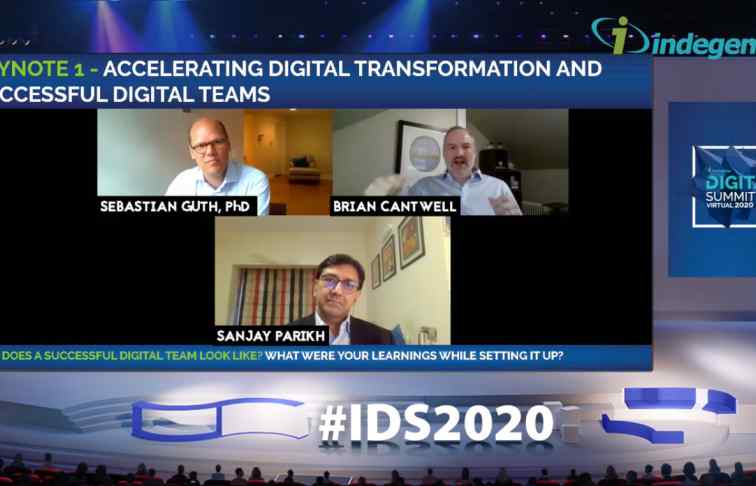 indegen
YNOTE 1 - ACCELERATING DIGITAL TRANSFORMATION AND
CCESSFUL DIGITAL TEAMS
SEBASTIAN GUTH, PhD
BRIAN CANTWELL
DIGIT
SUMMIT
VIRTUAL 2020
SANJAY PARIKH
DOES A SUCCESSFUL DIGITAL TEAM LOOK LIKE? WHAT WERE YOUR LEARNINGS WHILE SETTING IT UP?
#IDS2020